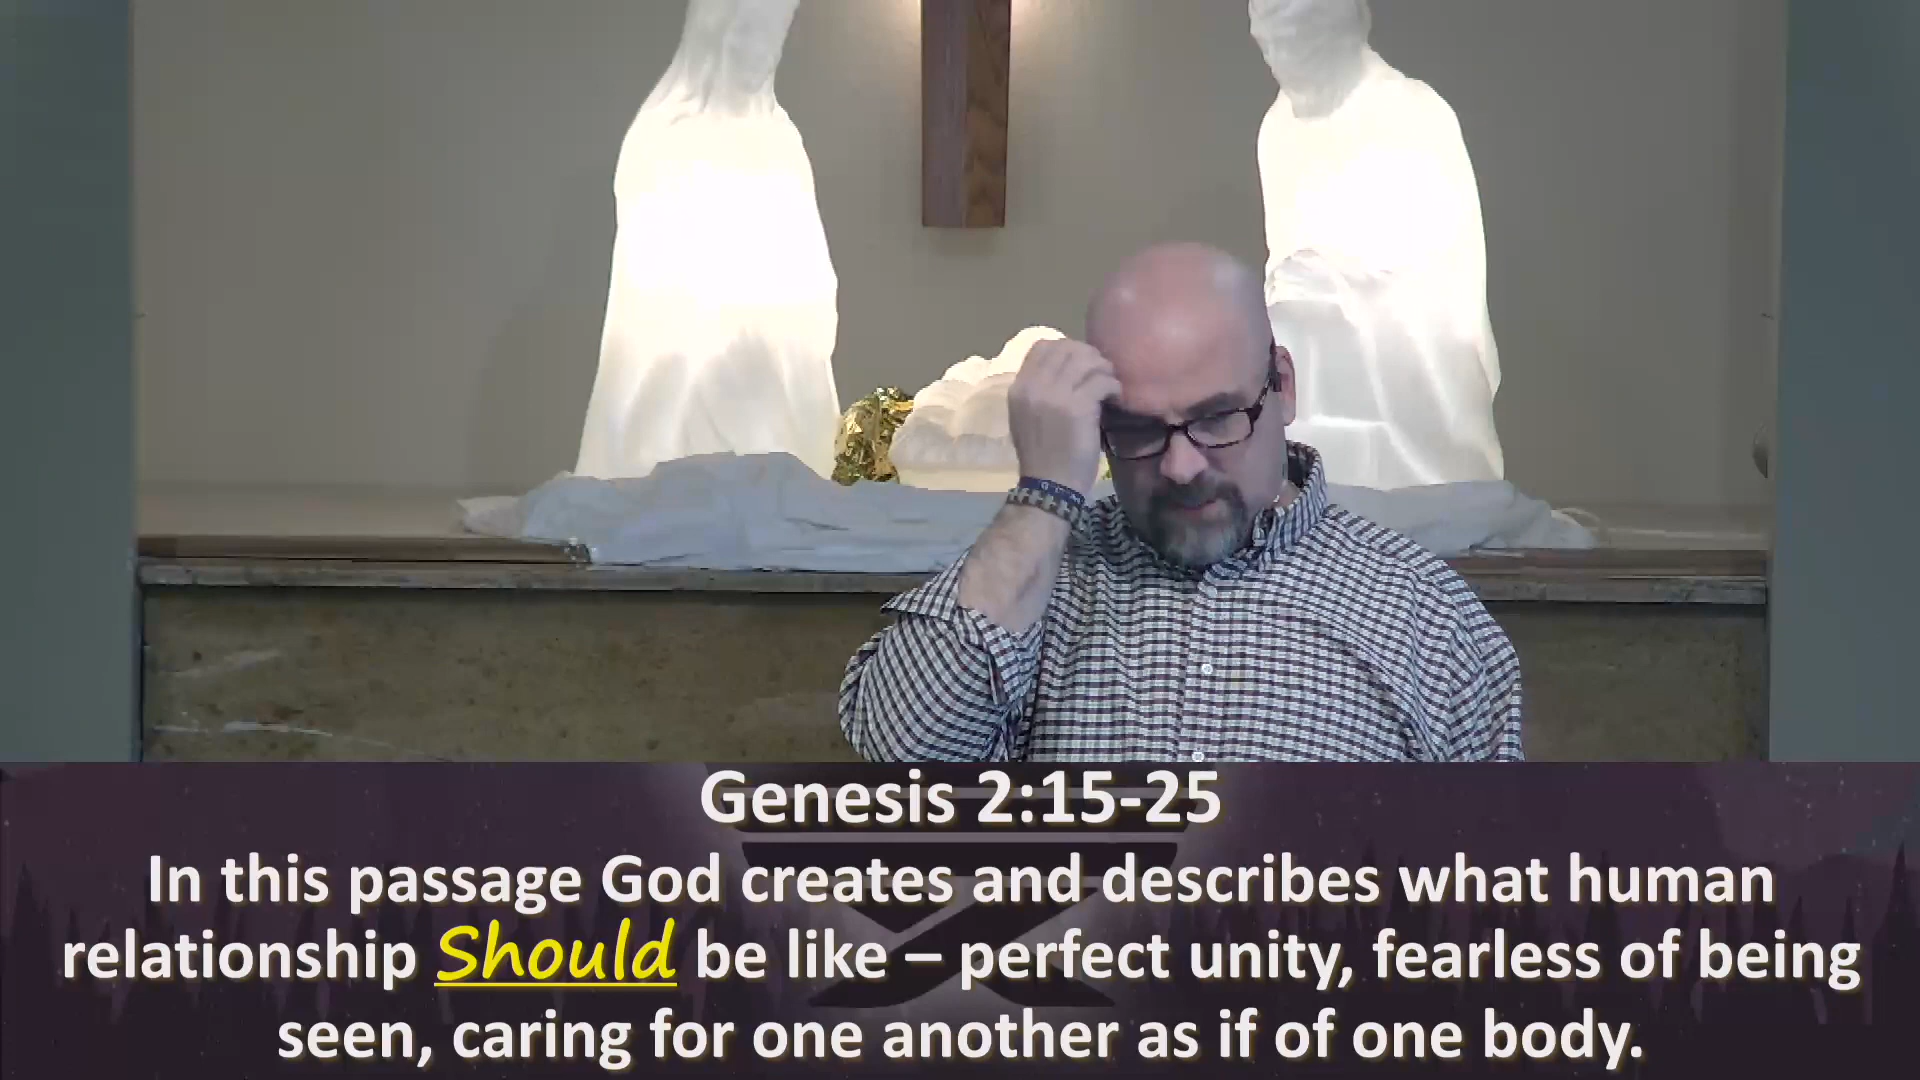 Genesis 2:15-25
In this passage God creates and describes what human
relationship Should be like – perfect unity, fearless of being
seen, caring for one another as if of one body.